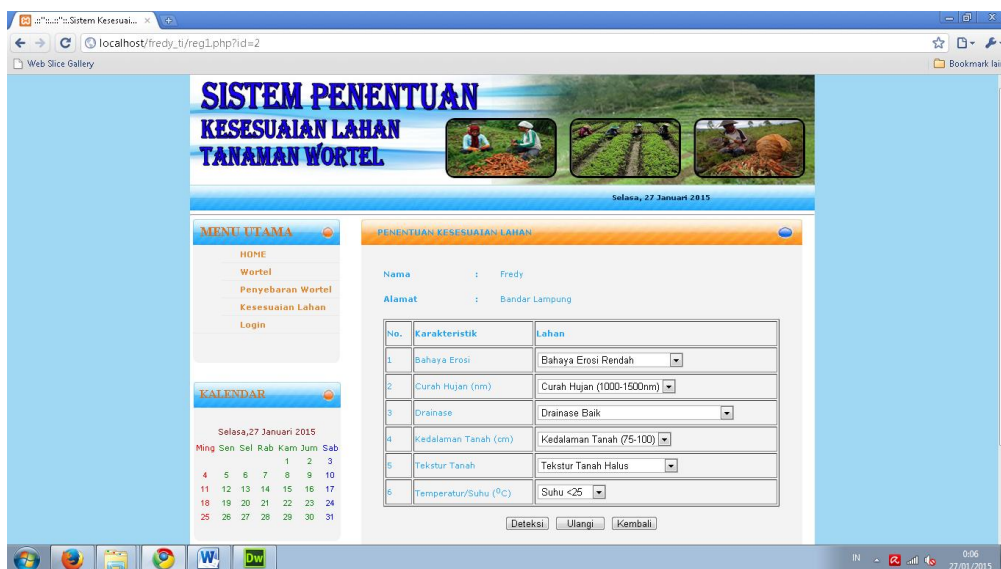 .::"::..::"::.Sistem Kesesuai...
localhost/fredy_ti/reg1.php?id=2
Web Slice Gallery
Bookmark lai
SISTEM PENENTUAN
KESESUAIAN LAHAN
TANAMAN WORTEL
Selasa, 27 Januari 2015
MENU UTAMA
HOME
Wortel
Penyebaran Wortel
Kesesuaian Lahan
Login
KALENDAR
Selasa,27 Januari 2015
Ming Sen Sel Rab Kam Jum Sab
1 2 3
4 5 6 7 8 9 10
11 12 13 14 15 16 17
18 19 20 21 22 23 24
25 26 27 28 29 30 31
PENENTUAN KESESUAIAN LAHAN
Nama : Fredy
Alamat : Bandar Lampung
No. Karakteristik Lahan
1 Bahaya Erosi Bahaya Erosi Rendah
2 Curah Hujan (nm) Curah Hujan (1000-1500nm)
3 Drainase Drainase Baik
4 Kedalaman Tanah (cm) Kedalaman Tanah (75-100)
5 Tekstur Tanah Tekstur Tanah Halus
6 Temperatur/Suhu (⁰C) Suhu <25
Deteksi Ulangi Kembali
W
Dw
IN
0:06
27/01/2015